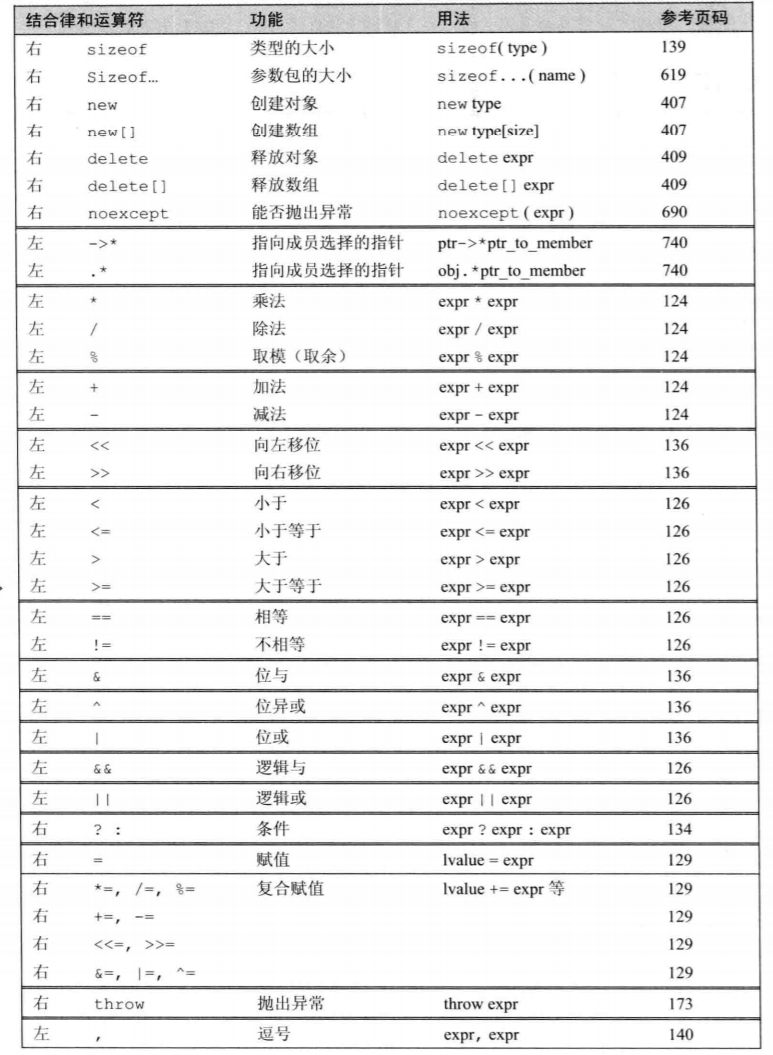 结合律和运算符 功能 用法 参考页码
右 sizeof 类型的大小 sizeof( type ) 139
右 Sizeof… 参数包的大小 sizeof...( name ) 619
右 new 创建对象 new type 407
右 new[] 创建数组 new type[size] 407
右 delete 释放对象 delete expr 409
右 delete[] 释放数组 delete[] expr 409
右 noexcept 能否抛出异常 noexcept ( expr ) 690
左 ->* 指向成员选择的指针 ptr->*ptr_to_member 740
左 .* 指向成员选择的指针 obj.*ptr_to_member 740
左 * 乘法 expr * expr 124
左 / 除法 expr / expr 124
左 % 取模（取余） expr % expr 124
左 + 加法 expr + expr 124
左 - 减法 expr - expr 124
左 << 向左移位 expr << expr 136
左 >> 向右移位 expr >> expr 136
左 < 小于 expr < expr 126
左 <= 小于等于 expr <= expr 126
左 > 大于 expr > expr 126
左 >= 大于等于 expr >= expr 126
左 == 相等 expr == expr 126
左 != 不相等 expr != expr 126
左 & 位与 expr & expr 136
左 ^ 位异或 expr ^ expr 136
左 | 位或 expr | expr 136
左 && 逻辑与 expr && expr 126
左 || 逻辑或 expr || expr 126
右 ? : 条件 expr ? expr : expr 134
右 = 赋值 lvalue = expr 129
右 *=, /=, %= 复合赋值 lvalue += expr 等 129
右 +=, -= 129
右 <<=, >>= 129
右 &=, |=, ^= 129
右 throw 抛出异常 throw expr 173
左 , 逗号 expr, expr 140